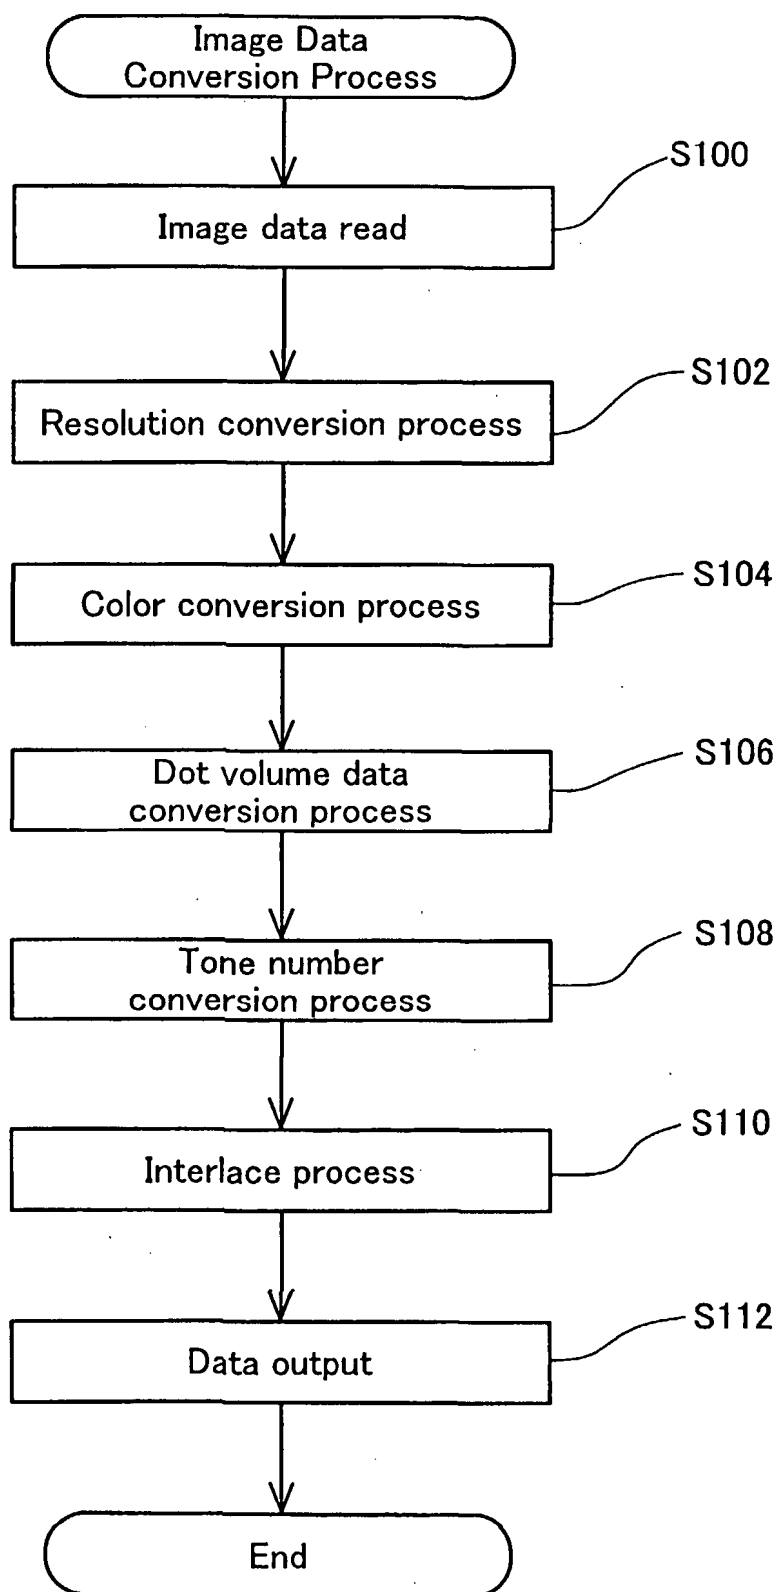 Image Data
Conversion Process
S100
Image data read
S102
Resolution conversion process
S104
Color conversion process
S106
Dot volume data
conversion process
S108
Tone number
conversion process
S110
Interlace process
S112
Data output
End